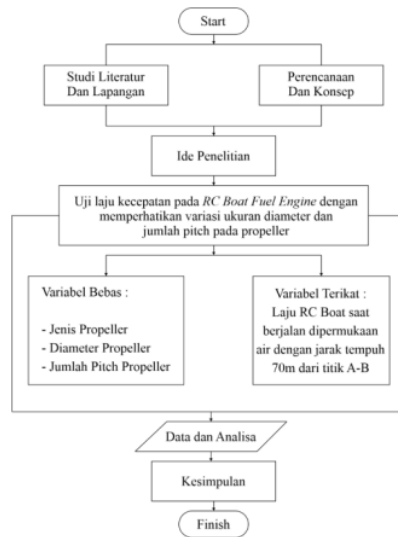 Start
Studi Literatur
Dan Lapangan
Perencanaan
Dan Konsep
Ide Penelitian
Uji laju kecepatan pada RC Boat Fuel Engine dengan
memperhatikan variasi ukuran diameter dan
jumlah pitch pada propeller
Variabel Bebas :
- Jenis Propeller
- Diameter Propeller
- Jumlah Pitch Propeller
Variabel Terikat :
Laju RC Boat saat
berjalan dipermukaan
air dengan jarak tempuh
70m dari titik A-B
Data dan Analisa
Kesimpulan
Finish